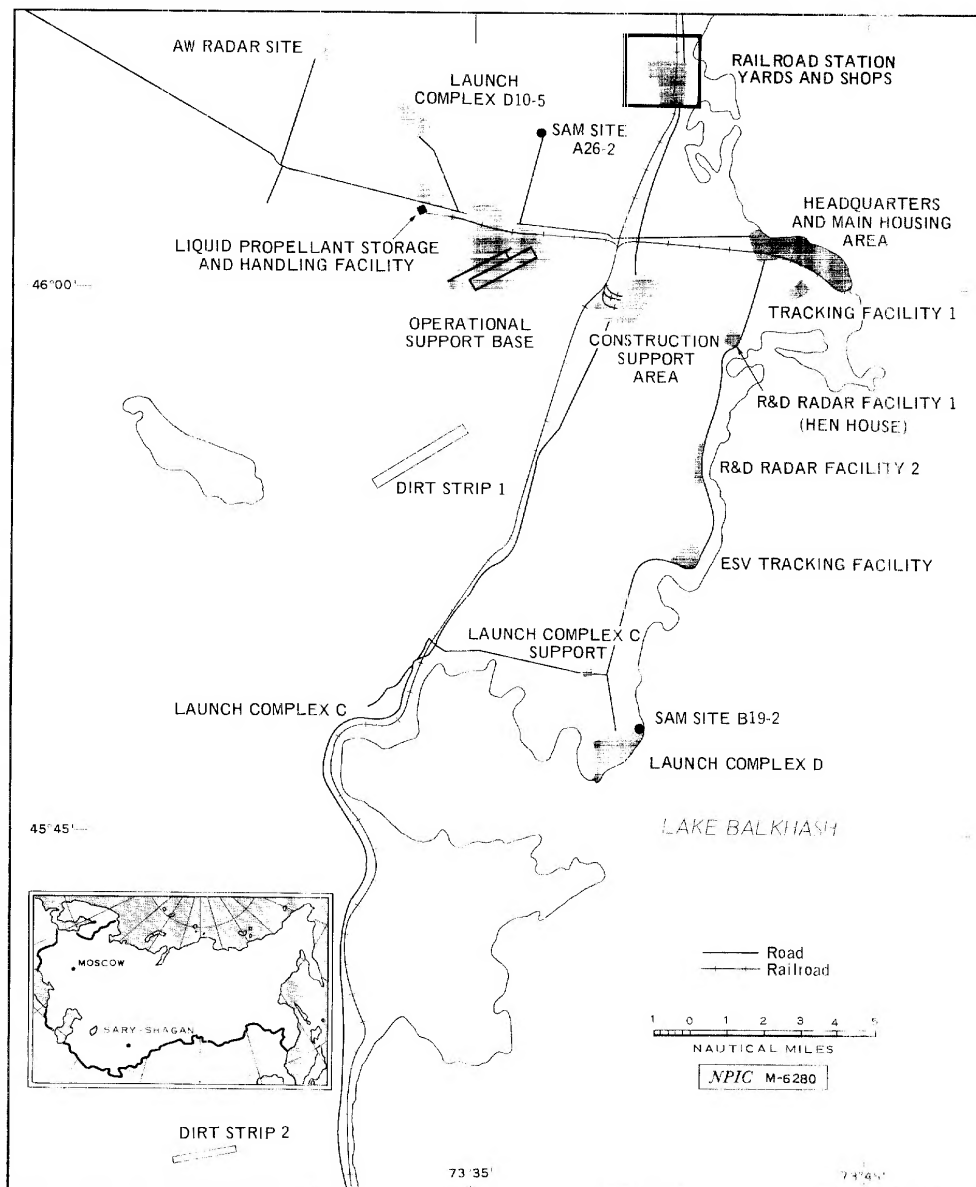 AW RADAR SITE
LAUNCH
COMPLEX D10-5
SAM SITE
A26-2
RAILROAD STATION
YARDS AND SHOPS
HEADQUARTERS
AND MAIN HOUSING
AREA
LIQUID PROPELLANT STORAGE
AND HANDLING FACILITY
46°00'
OPERATIONAL
SUPPORT BASE
CONSTRUCTION
SUPPORT
AREA
TRACKING FACILITY 1
R&D RADAR FACILITY 1
(HEN HOUSE)
R&D RADAR FACILITY 2
DIRT STRIP 1
ESV TRACKING FACILITY
LAUNCH COMPLEX C
SUPPORT
LAUNCH COMPLEX C
SAM SITE B19-2
LAUNCH COMPLEX D
45°45'
LAKE BALKHASH
MOSCOW
SARY-SHAGAN
Road
Railroad
1 0 1 2 3 4 5
NAUTICAL MILES
NPIC M-6280
DIRT STRIP 2
73°35'
73°45'